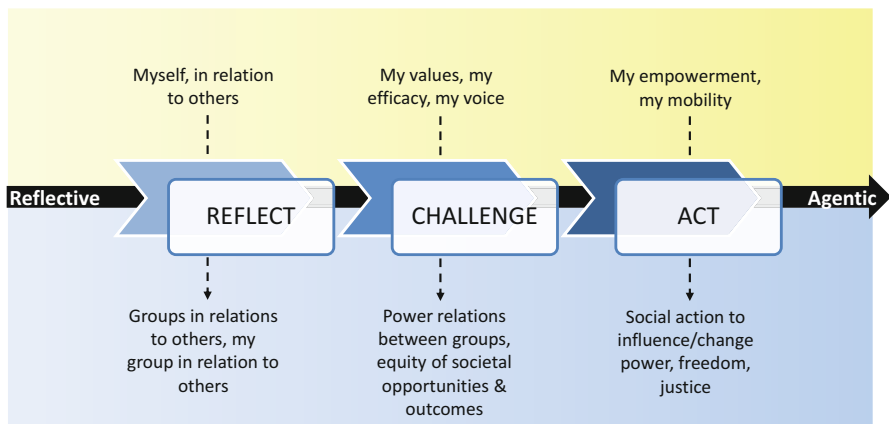 Myself, in relation
to others
My values, my
efficacy, my voice
My empowerment,
my mobility
Reflective
REFLECT
CHALLENGE
ACT
Agentic
Groups in relations
to others, my
group in relation to
others
Power relations
between groups,
equity of societal
opportunities &
outcomes
Social action to
influence/change
power, freedom,
justice